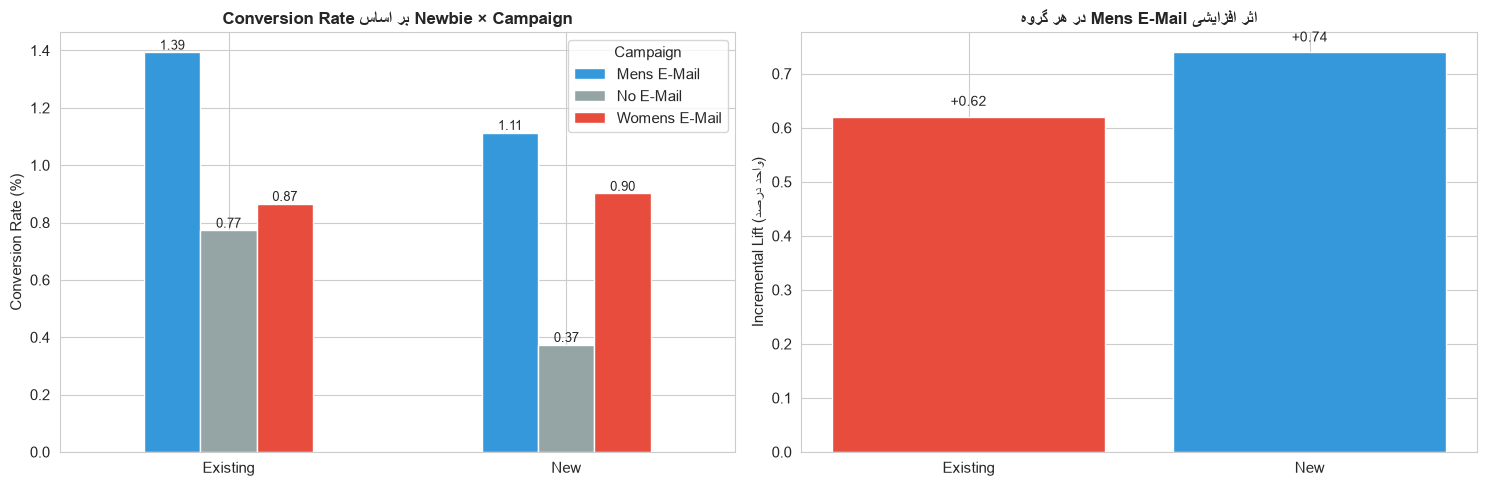 Conversion Rate بر اساس Newbie × Campaign
Conversion Rate (%)
1.4
1.2
1.0
0.8
0.6
0.4
0.2
0.0
1.39
0.77
0.87
1.11
0.37
0.90
Campaign
Mens E-Mail
No E-Mail
Womens E-Mail
Existing
New
اثر افزایشی Mens E-Mail در هر گروه
Incremental Lift (واحد درصد)
0.7
0.6
0.5
0.4
0.3
0.2
0.1
0.0
+0.62
+0.74
Existing
New